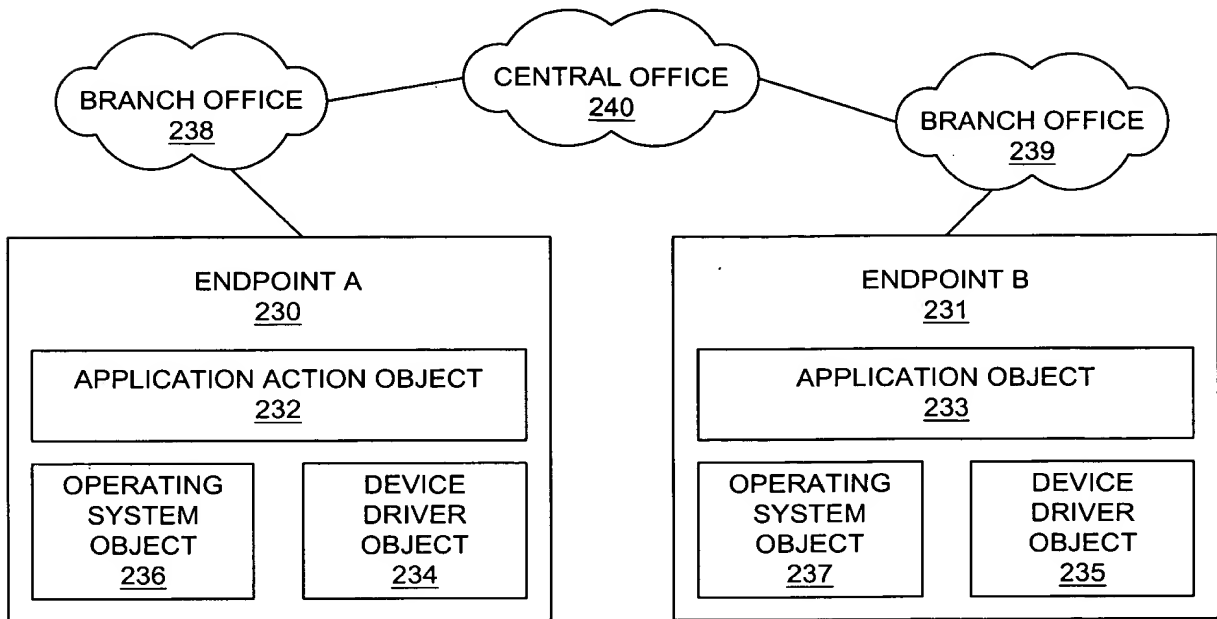 BRANCH OFFICE
238
CENTRAL OFFICE
240
BRANCH OFFICE
239
ENDPOINT A
230
APPLICATION ACTION OBJECT
232
OPERATING
SYSTEM
OBJECT
236
DEVICE
DRIVER
OBJECT
234
ENDPOINT B
231
APPLICATION OBJECT
233
OPERATING
SYSTEM
OBJECT
237
DEVICE
DRIVER
OBJECT
235